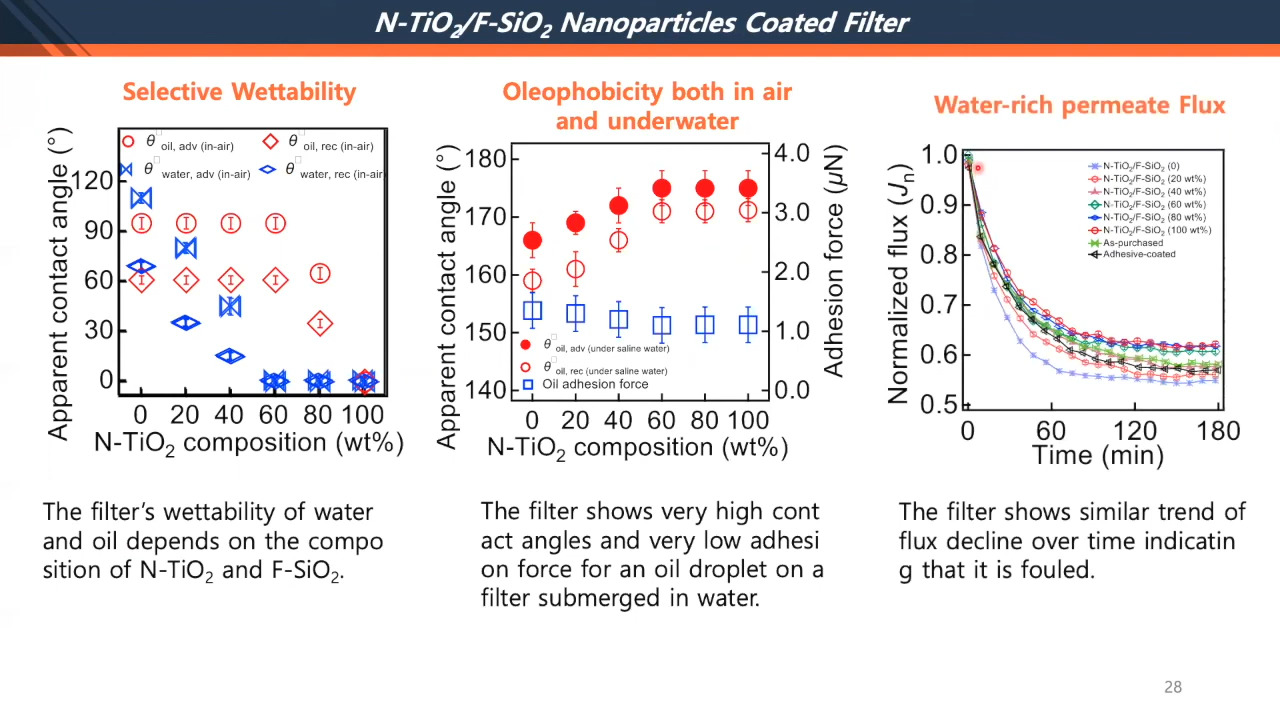 N-TiO₂/F-SiO₂ Nanoparticles Coated Filter
Selective Wettability
θ oil, adv (in-air)
θ oil, rec (in-air)
θ water, adv (in-air)
θ water, rec (in-air
Apparent contact angle (°)
120
90
60
30
0
0 20 40 60 80 100
N-TiO₂ composition (wt%)
The filter's wettability of water
and oil depends on the compo
sition of N-TiO₂ and F-SiO₂.
Oleophobicity both in air
and underwater
Apparent contact angle (°)
180
170
160
150
140
4.0
3.0
2.0
1.0
0.0
Adhesion force (μN)
θ oil, adv (under saline water)
θ oil, rec (under saline water)
Oil adhesion force
0 20 40 60 80 100
N-TiO₂ composition (wt%)
The filter shows very high cont
act angles and very low adhesi
on force for an oil droplet on a
filter submerged in water.
Water-rich permeate Flux
Normalized flux (Jₙ)
1.0
0.9
0.8
0.7
0.6
0.5
N-TiO₂/F-SiO₂ (0)
N-TiO₂/F-SiO₂ (20 wt%)
N-TiO₂/F-SiO₂ (40 wt%)
N-TiO₂/F-SiO₂ (60 wt%)
N-TiO₂/F-SiO₂ (80 wt%)
N-TiO₂/F-SiO₂ (100 wt%)
As-purchased
Adhesive-coated
0 60 120 180
Time (min)
The filter shows similar trend of
flux decline over time indicatin
g that it is fouled.
28